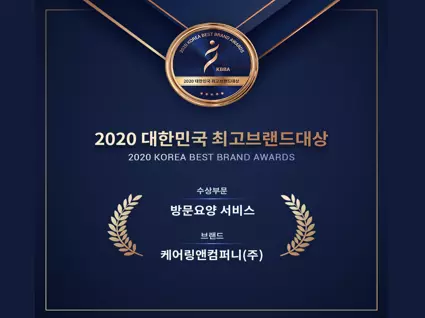 2020 KOREA BEST BRAND AWARDS
KBBA
2020 대한민국 최고브랜드대상
2020 대한민국 최고브랜드대상
2020 KOREA BEST BRAND AWARDS
수상부문
방문요양 서비스
브랜드
케어링앤컴퍼니(주)